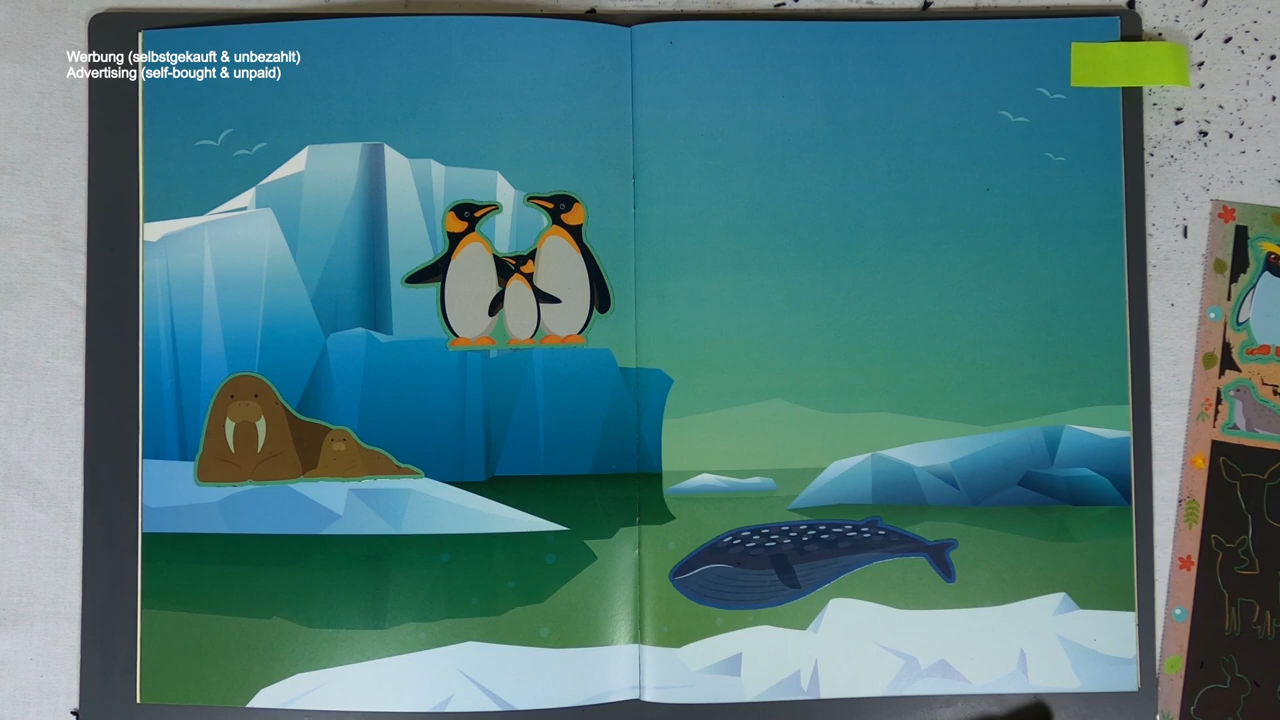 Werbung (selbstgekauft & unbezahlt)
Advertising (self-bought & unpaid)